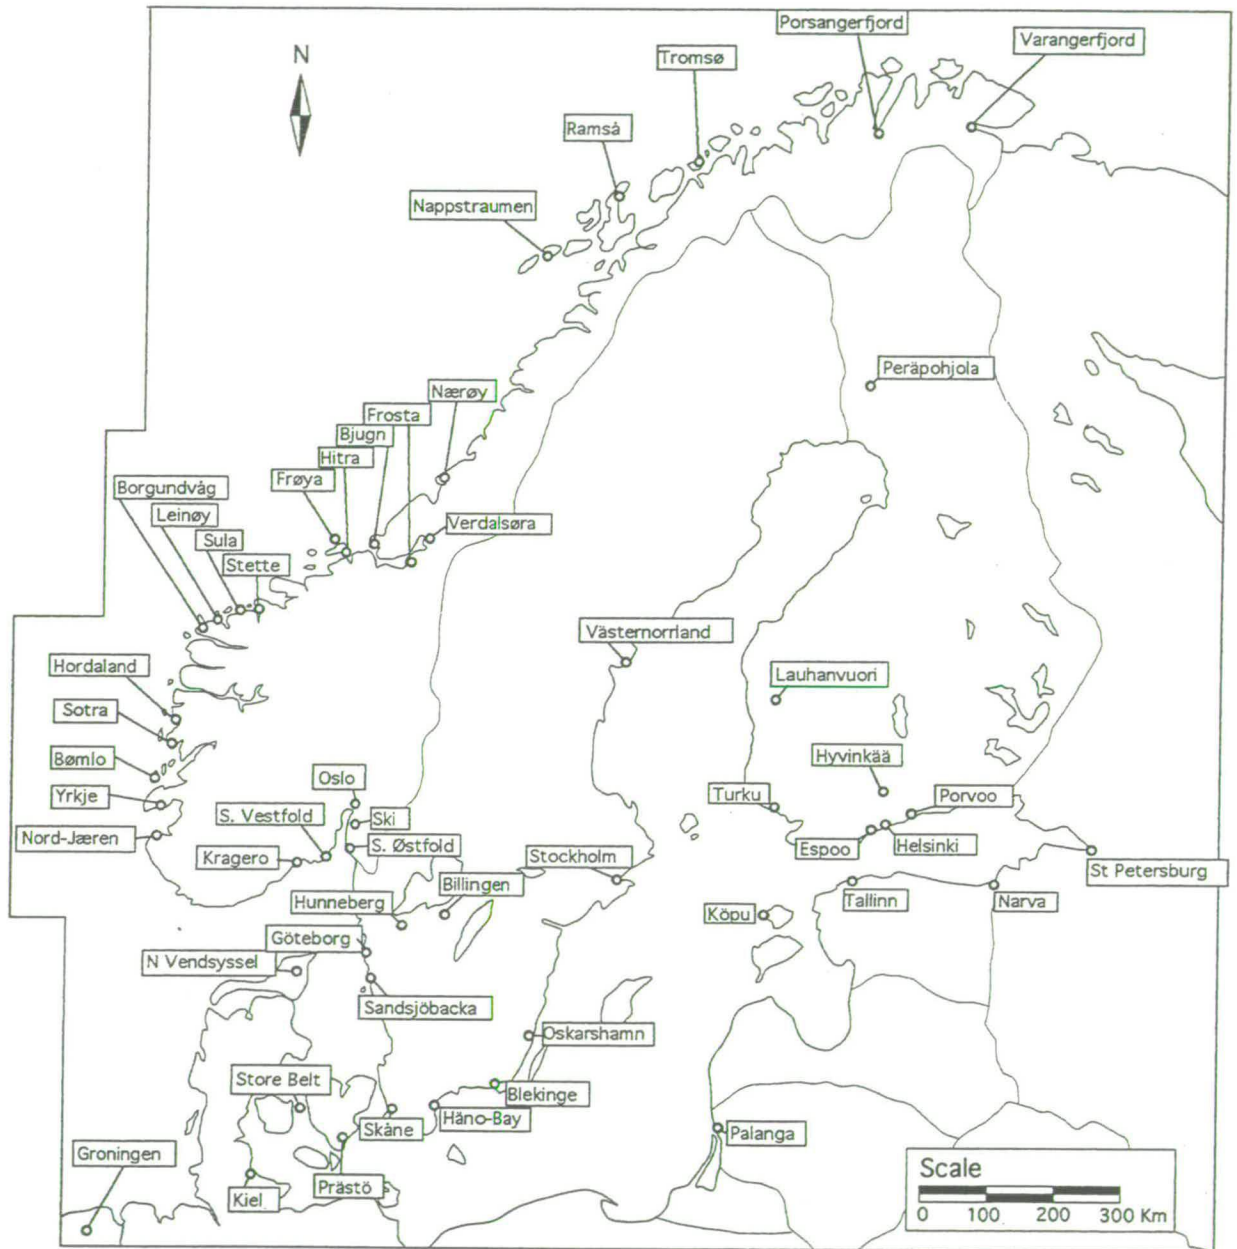 Porsangerfjord
Varangerfjord
N
Tromsø
Ramså
Nappstraumen
Peräpohjola
Nærøy
Frosta
Bjugn
Hitra
Frøya
Borgundvåg
Leinøy
Sula
Verdalsøra
Stette
Västernorrland
Hordaland
Lauhanvuori
Sotra
Bømlo
Hyvinkää
Oslo
Yrkje
Turku
Porvoo
S. Vestfold
Ski
Nord-Jæren
S. Østfold
Helsinki
Espoo
Kragero
Stockholm
St Petersburg
Billingen
Hunneberg
Tallinn
Narva
Köpu
Göteborg
N Vendsyssel
Sandsjöbacka
Oskarshamn
Store Belt
Blekinge
Häno-Bay
Skåne
Palanga
Groningen
Prästö
Kiel
Scale
0 100 200 300 Km